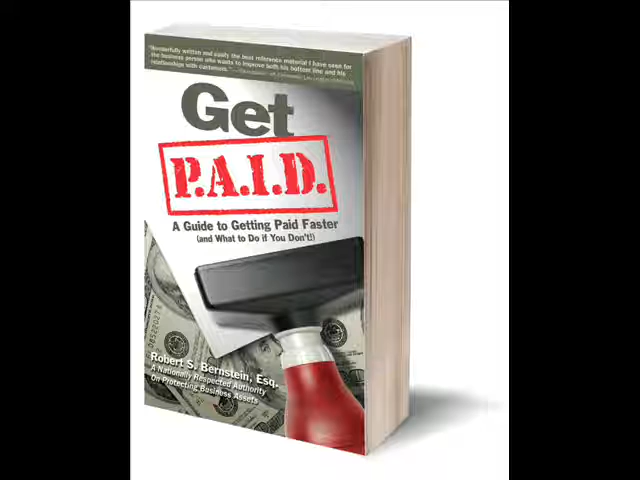 "Wonderfully written and easily the best reference material I have seen for
the business person who wants to improve both his bottom line and his
relationships with customers."
Get
P.A.I.D.
A Guide to Getting Paid Faster
(and What to Do if You Don't!)
Robert S. Bernstein, Esq.
A Nationally Respected Authority
On Protecting Business Assets